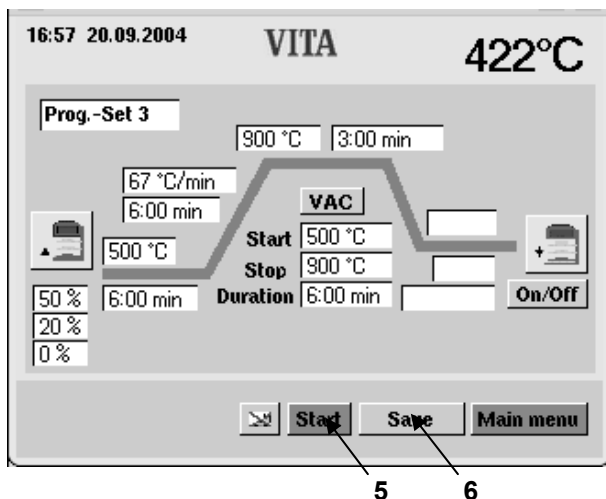 16:57 20.09.2004
VITA
422°C
Prog.-Set 3
900 °C 3:00 min
67 °C/min
6:00 min
VAC
500 °C
Start 500 °C
Stop 900 °C
50 % 6:00 min Duration 6:00 min On/Off
20 %
0 %
Start Save Main menu
5 6